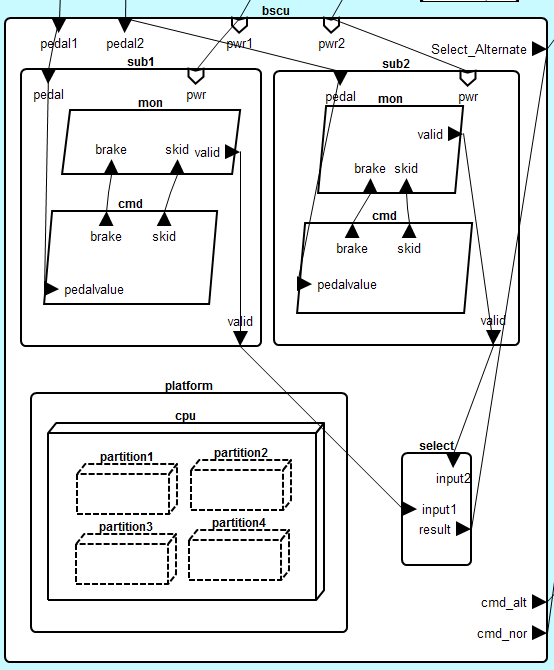 bscu
pedal1
pedal2
pwr1
pwr2
Select_Alternate
sub1
sub2
pedal
pwr
pedal
pwr
mon
mon
brake
skid
valid
valid
brake
skid
cmd
cmd
brake
skid
brake
skid
pedalvalue
pedalvalue
valid
valid
platform
cpu
partition1
partition2
partition3
partition4
select
input2
input1
result
cmd_alt
cmd_nor